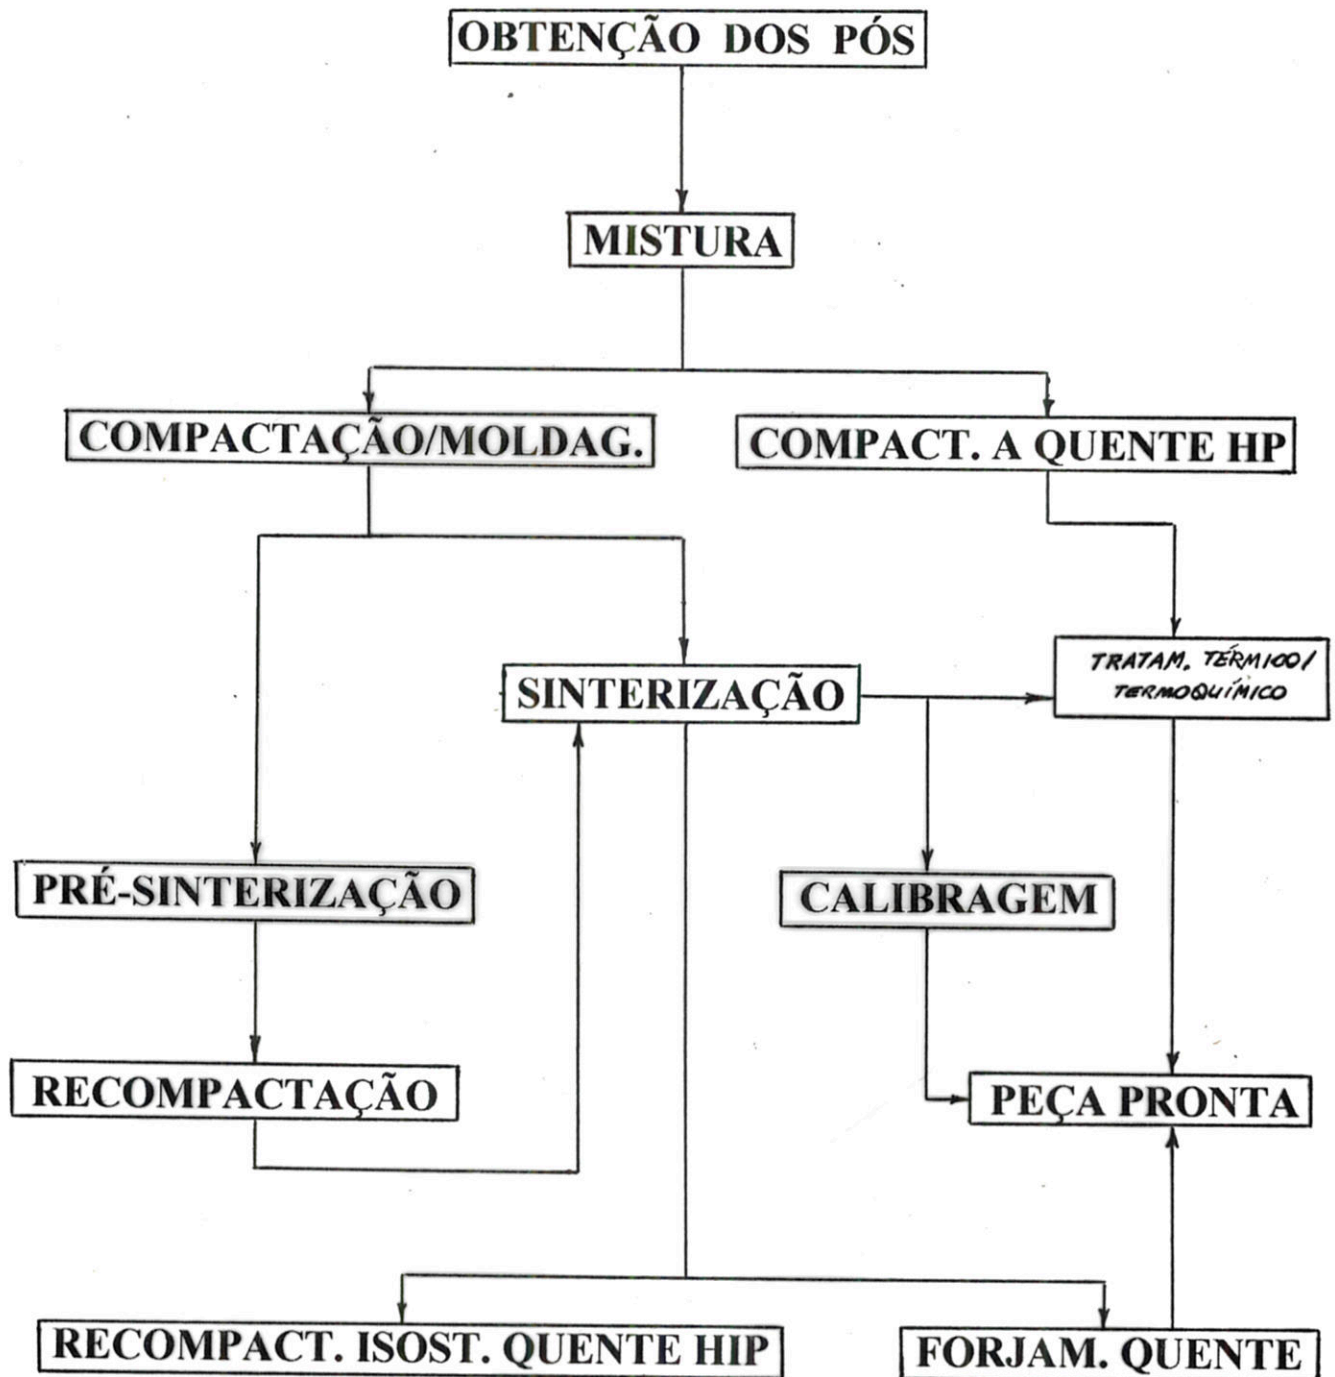 OBTENÇÃO DOS PÓS
MISTURA
COMPACTAÇÃO/MOLDAG.
COMPACT. A QUENTE HP
TRATAM. TÉRMICO/
TERMOQUÍMICO
SINTERIZAÇÃO
PRÉ-SINTERIZAÇÃO
CALIBRAGEM
RECOMPACTAÇÃO
PEÇA PRONTA
RECOMPACT. ISOST. QUENTE HIP
FORJAM. QUENTE